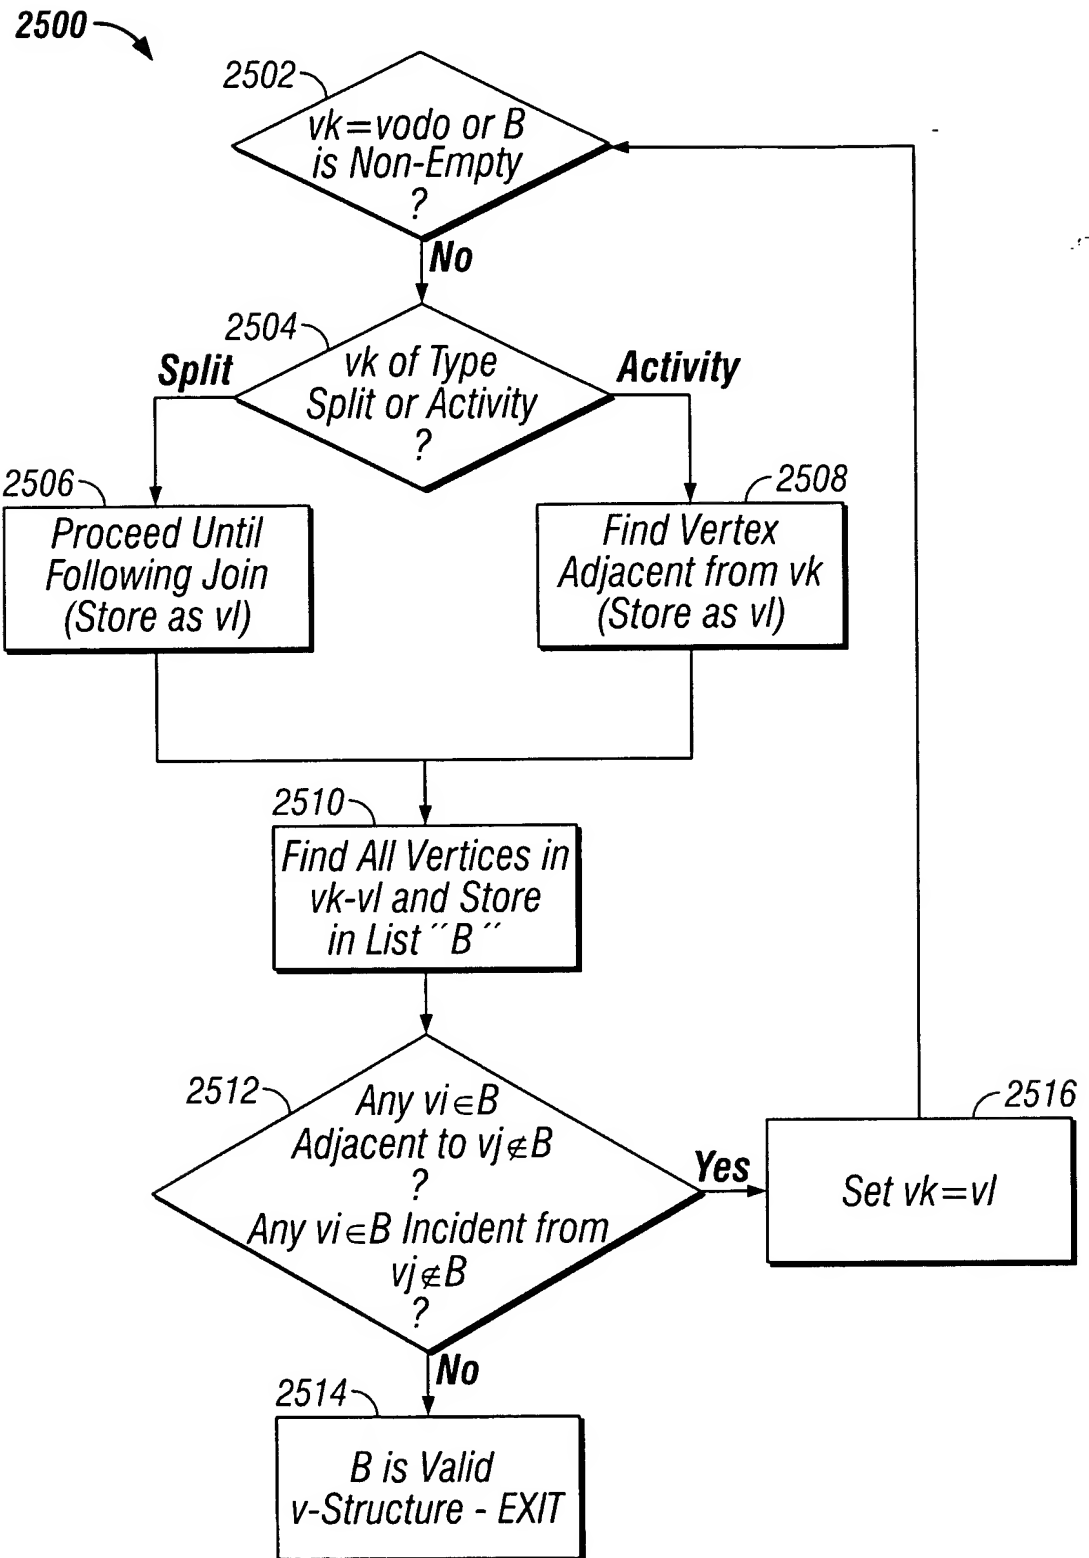 2500
2502
vk=vodo or B
is Non-Empty
?
No
2504
vk of Type
Split or Activity
?
Split
Activity
2506
Proceed Until
Following Join
(Store as vl)
2508
Find Vertex
Adjacent from vk
(Store as vl)
2510
Find All Vertices in
vk-vl and Store
in List ˝B˝
2512
Any vi∈B
Adjacent to vj∉B
?
Any vi∈B Incident from
vj∉B
?
Yes
2516
Set vk=vl
No
2514
B is Valid
v-Structure - EXIT